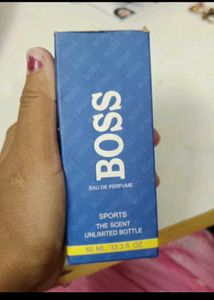 BOSS
EAU DE PERFUME
SPORTS
THE SCENT
UNLIMITED BOTTLE
60 ML. 33.3 fl. OZ